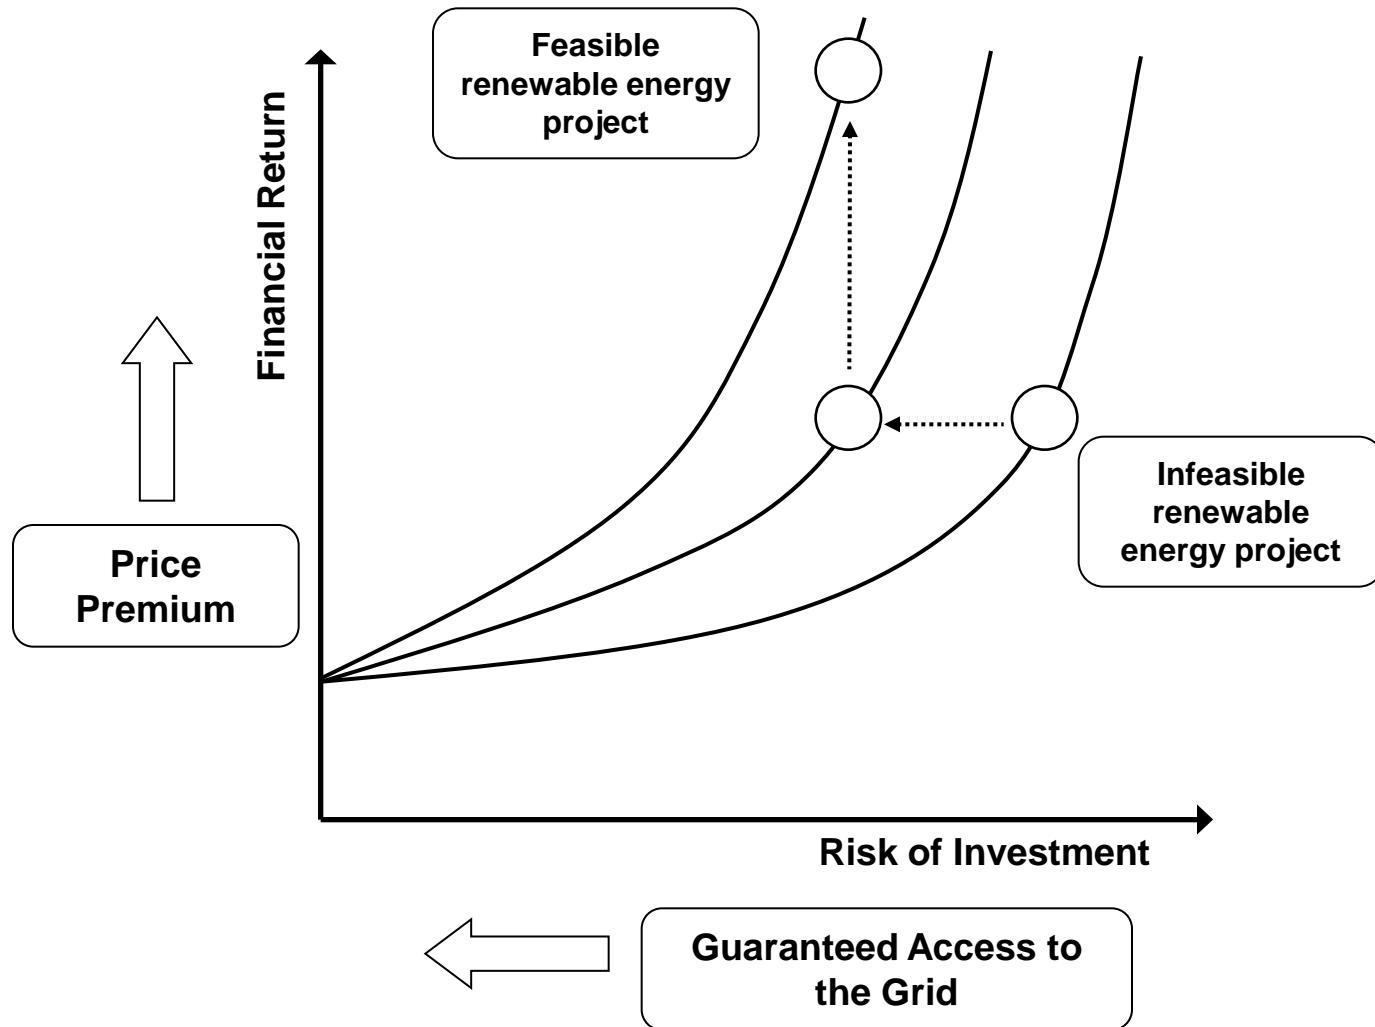 Feasible
renewable energy
project
Financial Return
Infeasible
renewable
energy project
Price
Premium
Risk of Investment
Guaranteed Access to
the Grid